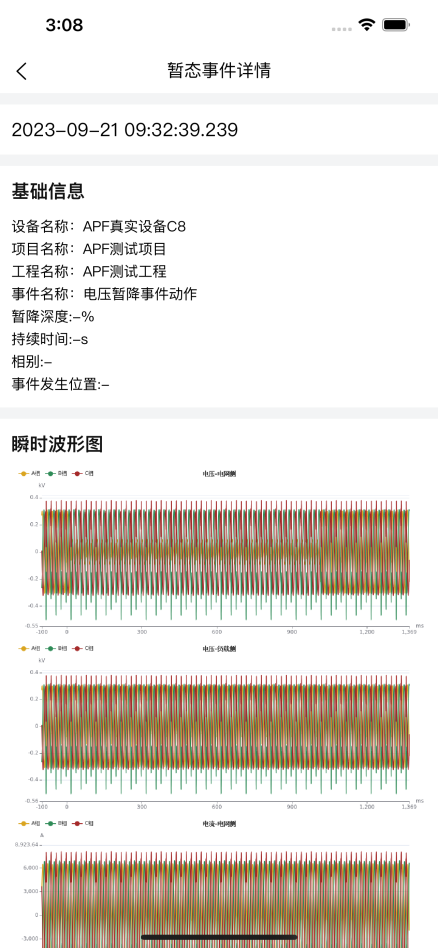 3:08
暂态事件详情
2023-09-21 09:32:39.239
基础信息
设备名称：APF真实设备C8
项目名称：APF测试项目
工程名称：APF测试工程
事件名称：电压暂降事件动作
暂降深度:-%
持续时间:-s
相别:-
事件发生位置:-
瞬时波形图
A相 B相 C相 电压-电网侧
kV
0.4
0.2
0
-0.2
-0.4
-0.55
-100 0 300 600 900 1,200 1,369 ms
A相 B相 C相 电压-负载侧
kV
0.4
0.2
0
-0.2
-0.4
-0.56
-100 0 300 600 900 1,200 1,369 ms
A相 B相 C相 电流-电网侧
A
8,923.64
6,000
3,000
0
-3,000